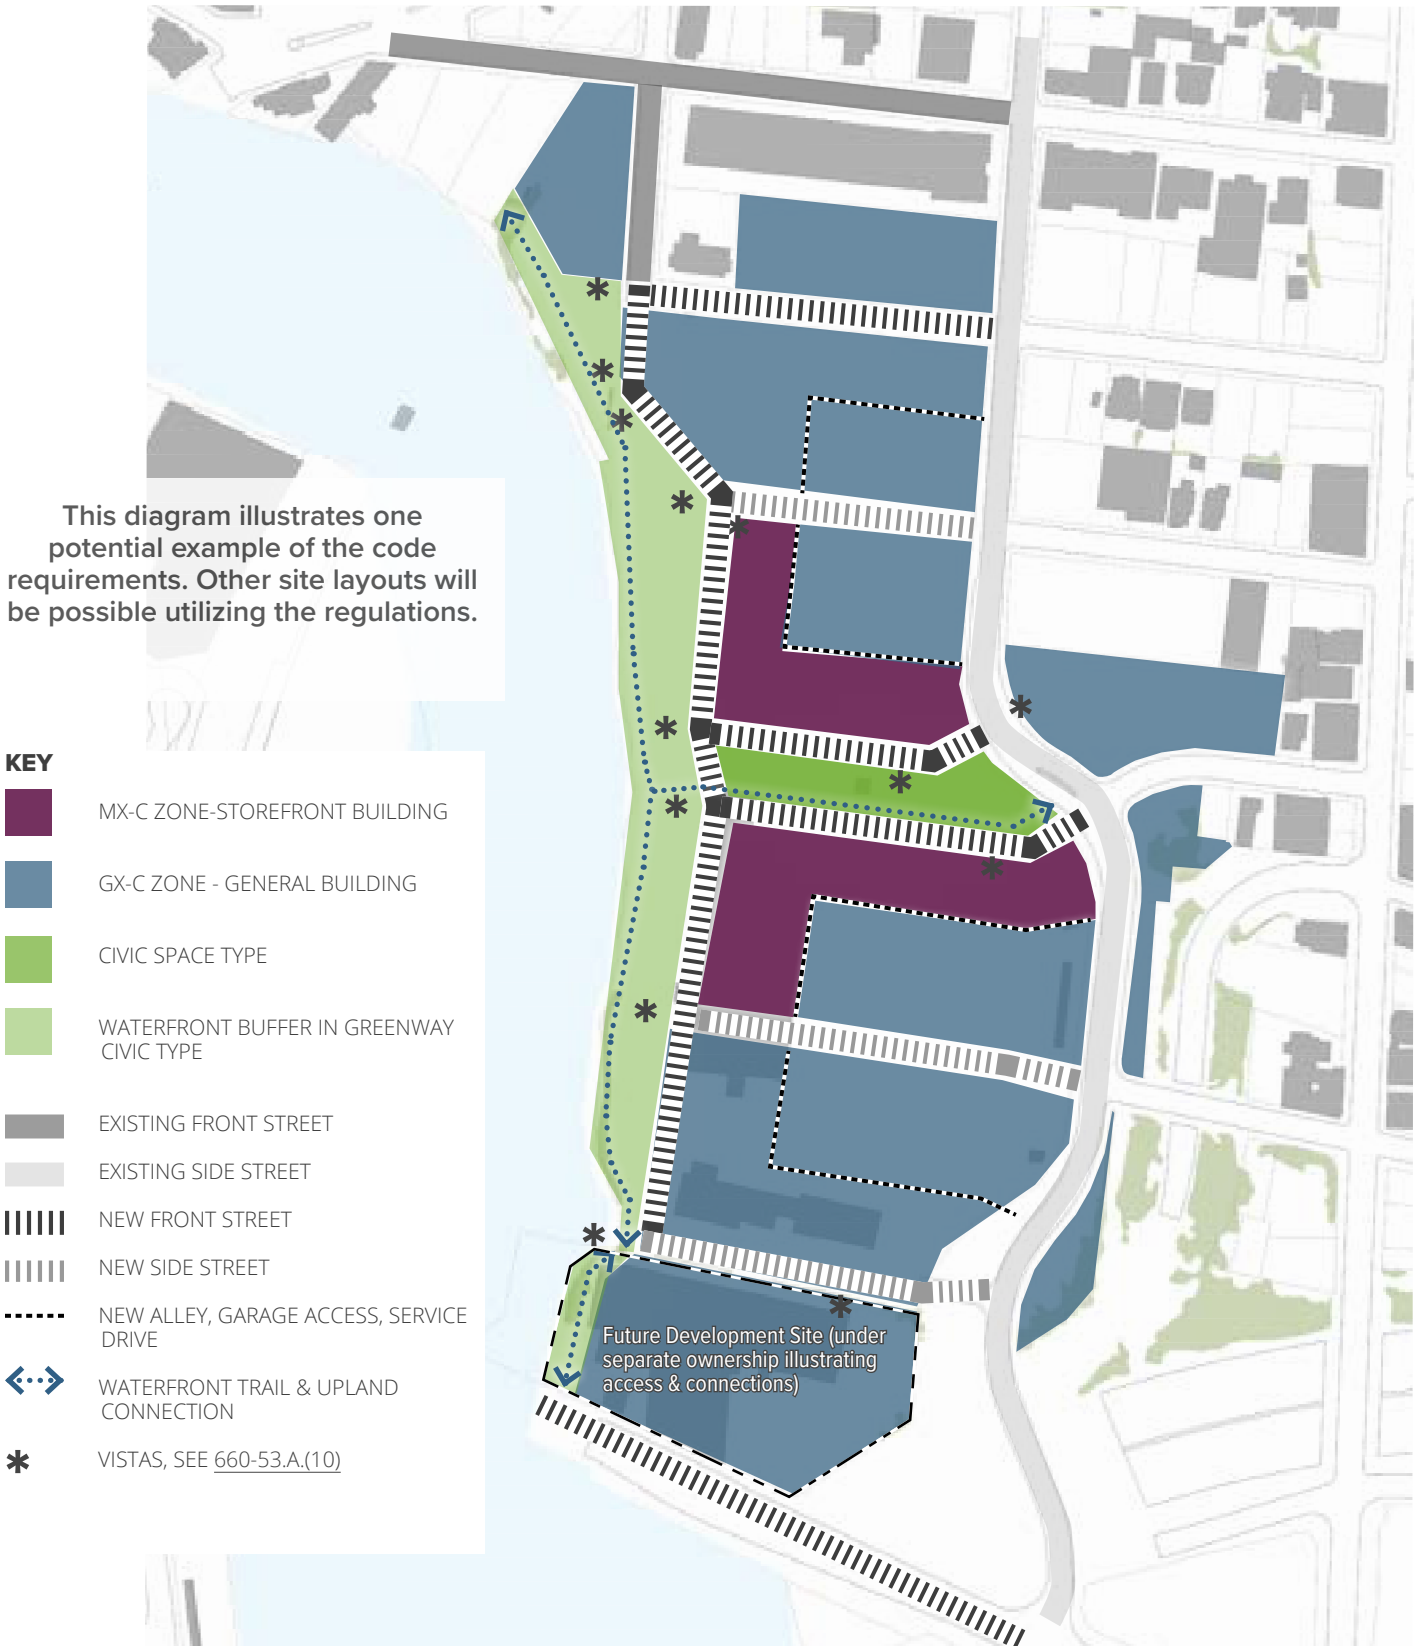 This diagram illustrates one
potential example of the code
requirements. Other site layouts will
be possible utilizing the regulations.
KEY
MX-C ZONE-STOREFRONT BUILDING
GX-C ZONE - GENERAL BUILDING
CIVIC SPACE TYPE
WATERFRONT BUFFER IN GREENWAY
CIVIC TYPE
EXISTING FRONT STREET
EXISTING SIDE STREET
NEW FRONT STREET
NEW SIDE STREET
NEW ALLEY, GARAGE ACCESS, SERVICE
DRIVE
WATERFRONT TRAIL & UPLAND
CONNECTION
VISTAS, SEE 660-53.A.(10)
Future Development Site (under
separate ownership illustrating
access & connections)